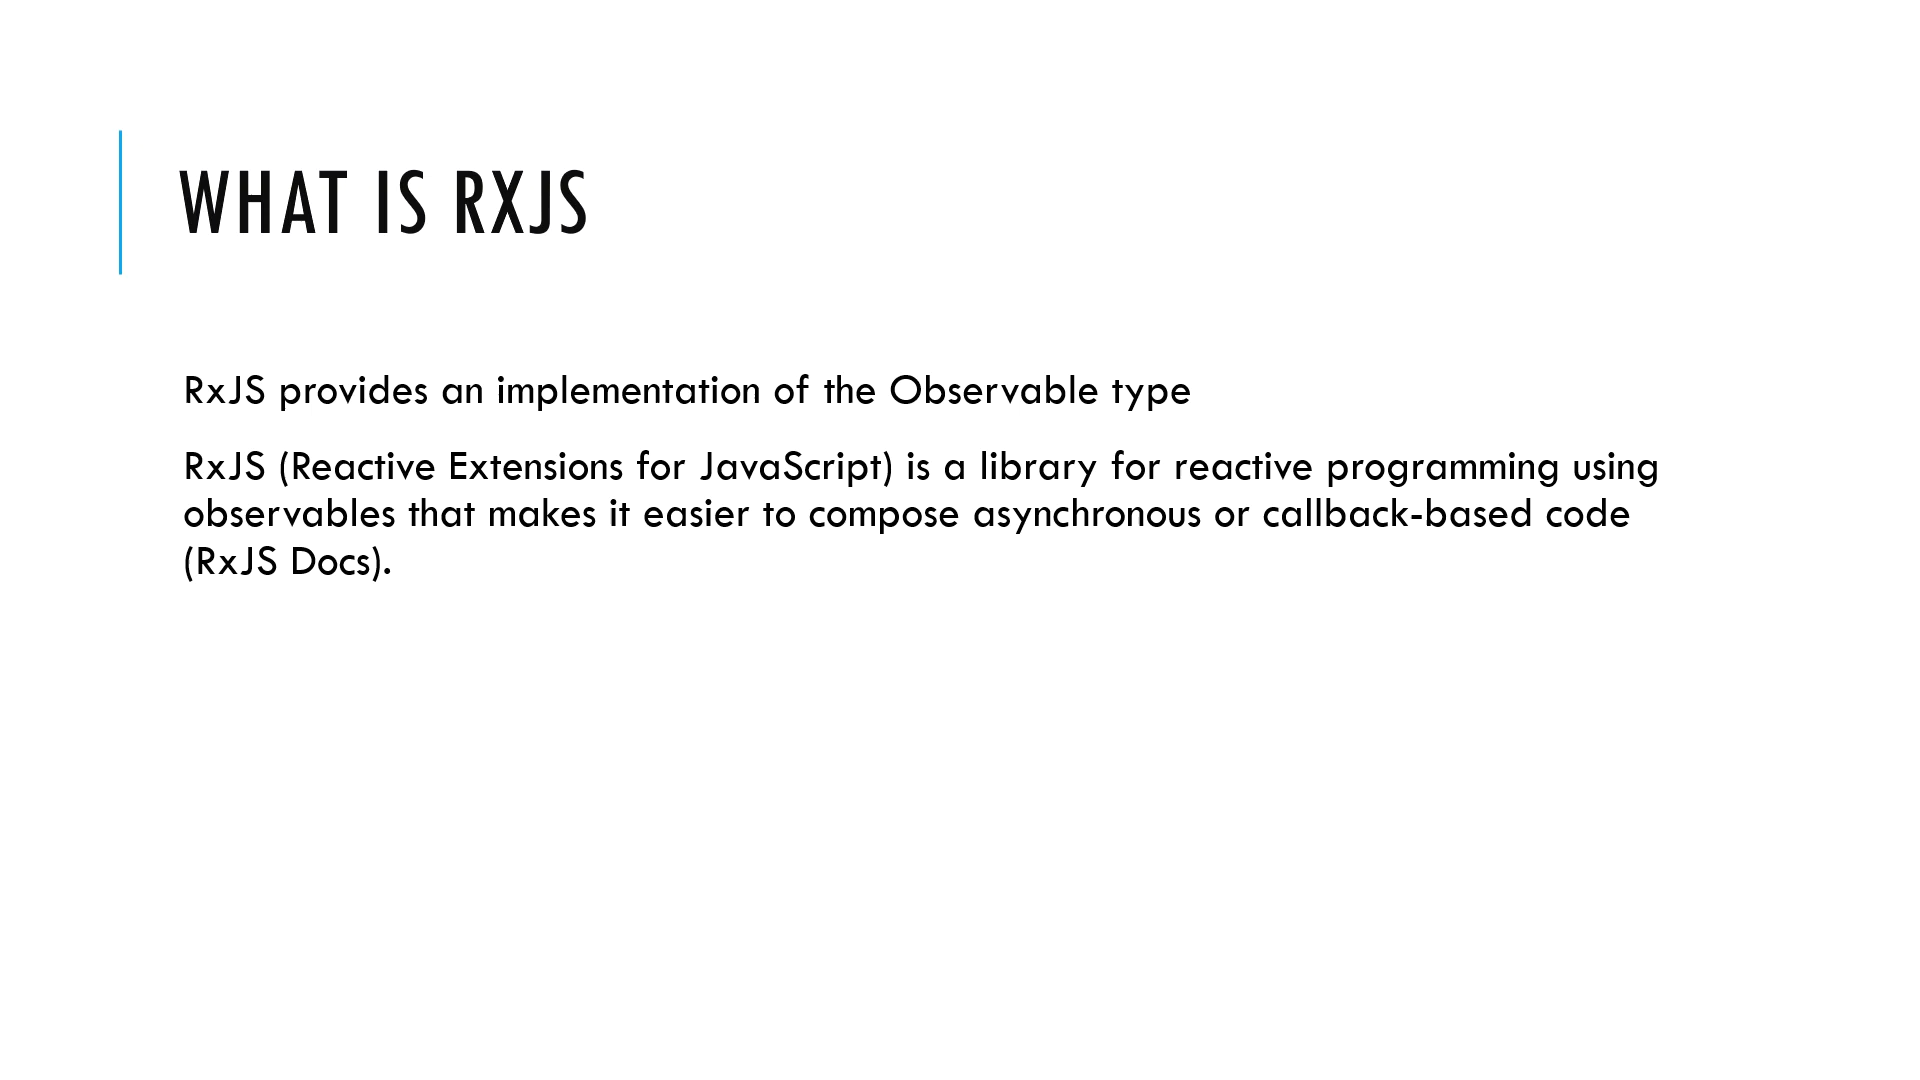 WHAT IS RXJS
RxJS provides an implementation of the Observable type
RxJS (Reactive Extensions for JavaScript) is a library for reactive programming using
observables that makes it easier to compose asynchronous or callback-based code
(RxJS Docs).